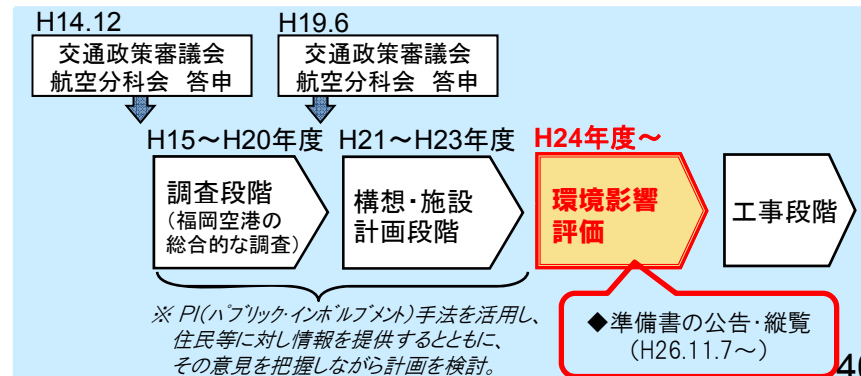 H14.12
交通政策審議会
航空分科会 答申
H19.6
交通政策審議会
航空分科会 答申
H15～H20年度
H21～H23年度
H24年度～
調査段階
(福岡空港の
総合的な調査)
構想・施設
計画段階
環境影響
評価
工事段階
※ PI(ﾊﾟﾌﾞﾘｯｸ・ｲﾝﾎﾞﾙﾌﾞﾒﾝﾄ)手法を活用し、
住民等に対し情報を提供するとともに、
その意見を把握しながら計画を検討。
◆準備書の公告・縦覧
(H26.11.7～)